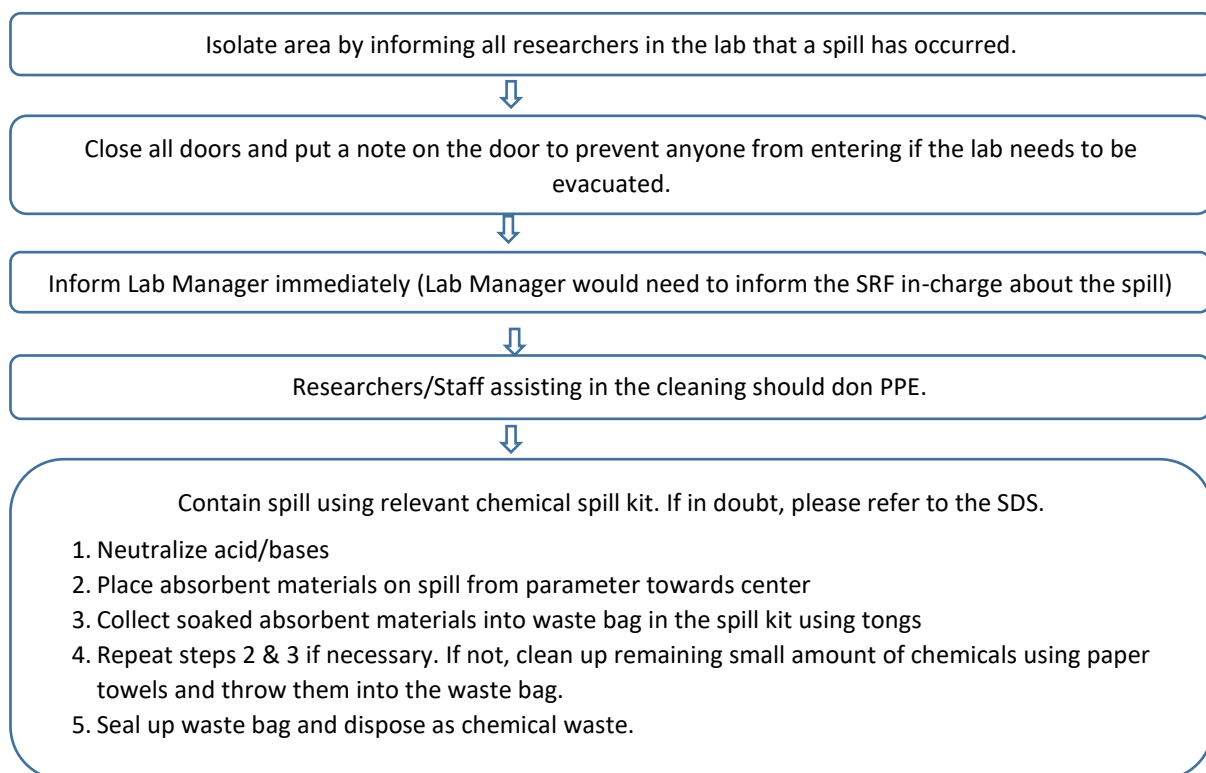 Isolate area by informing all researchers in the lab that a spill has occurred.
Close all doors and put a note on the door to prevent anyone from entering if the lab needs to be
evacuated.
Inform Lab Manager immediately (Lab Manager would need to inform the SRF in-charge about the spill)
Researchers/Staff assisting in the cleaning should don PPE.
Contain spill using relevant chemical spill kit. If in doubt, please refer to the SDS.
1. Neutralize acid/bases
2. Place absorbent materials on spill from parameter towards center
3. Collect soaked absorbent materials into waste bag in the spill kit using tongs
4. Repeat steps 2 & 3 if necessary. If not, clean up remaining small amount of chemicals using paper
towels and throw them into the waste bag.
5. Seal up waste bag and dispose as chemical waste.